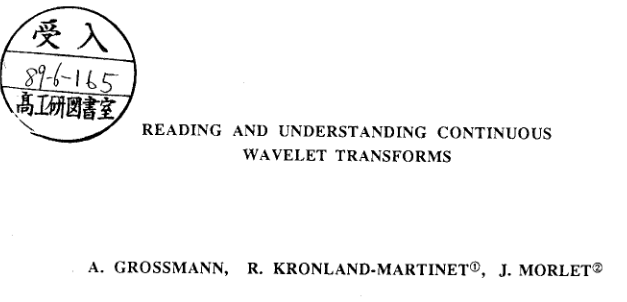 受入
89-6-165
高工研図書室
READING AND UNDERSTANDING CONTINUOUS
WAVELET TRANSFORMS
A. GROSSMANN, R. KRONLAND-MARTINET①, J. MORLET②